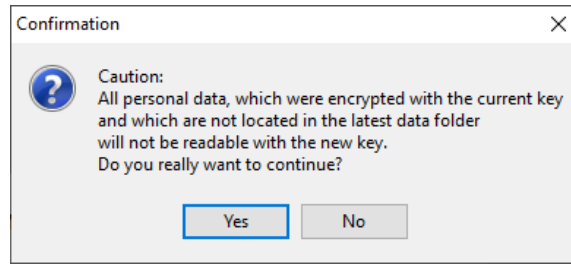 Confirmation
Caution:
All personal data, which were encrypted with the current key
and which are not located in the latest data folder
will not be readable with the new key.
Do you really want to continue?
Yes No